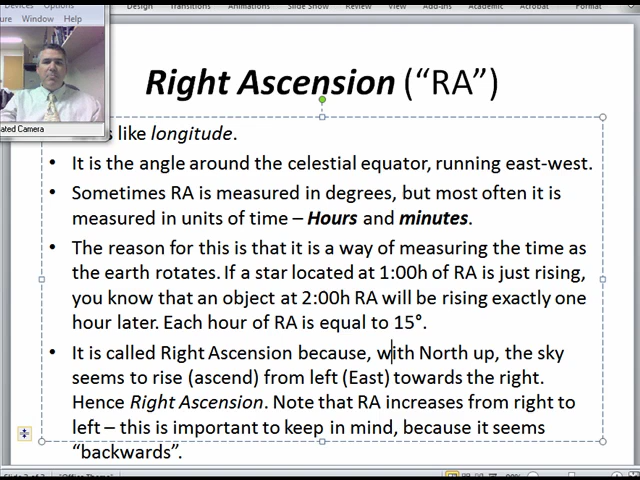 Devices Options
Design Transitions Animations Slide Show Review View Add-Ins Academic Acrobat Format
Window Help
Right Ascension (“RA”)
ated Camera
like longitude.
• It is the angle around the celestial equator, running east-west.
• Sometimes RA is measured in degrees, but most often it is
measured in units of time – Hours and minutes.
• The reason for this is that it is a way of measuring the time as
the earth rotates. If a star located at 1:00h of RA is just rising,
you know that an object at 2:00h RA will be rising exactly one
hour later. Each hour of RA is equal to 15°.
• It is called Right Ascension because, with North up, the sky
seems to rise (ascend) from left (East) towards the right.
Hence Right Ascension. Note that RA increases from right to
left – this is important to keep in mind, because it seems
“backwards”.
"Office Theme"